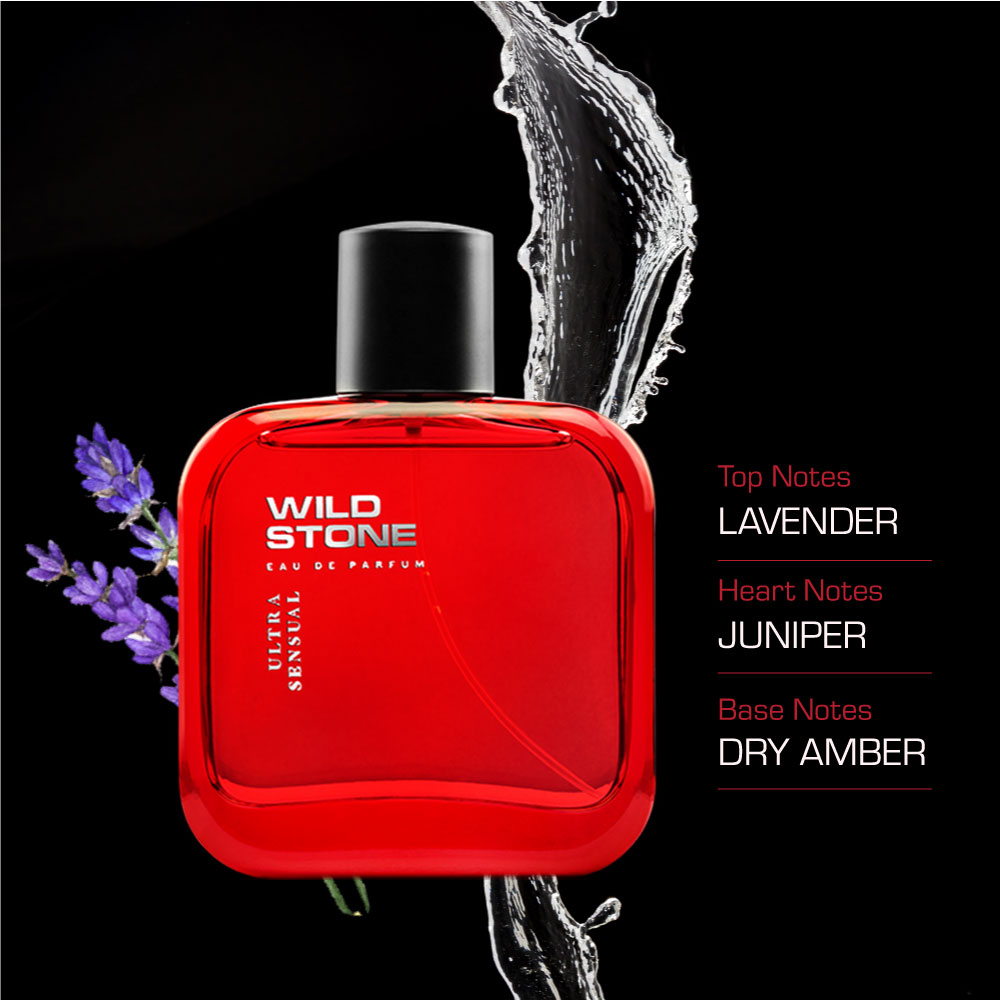 WILD
STONE
EAU DE PARFUM
ULTRA
SENSUAL
Top Notes
LAVENDER
Heart Notes
JUNIPER
Base Notes
DRY AMBER